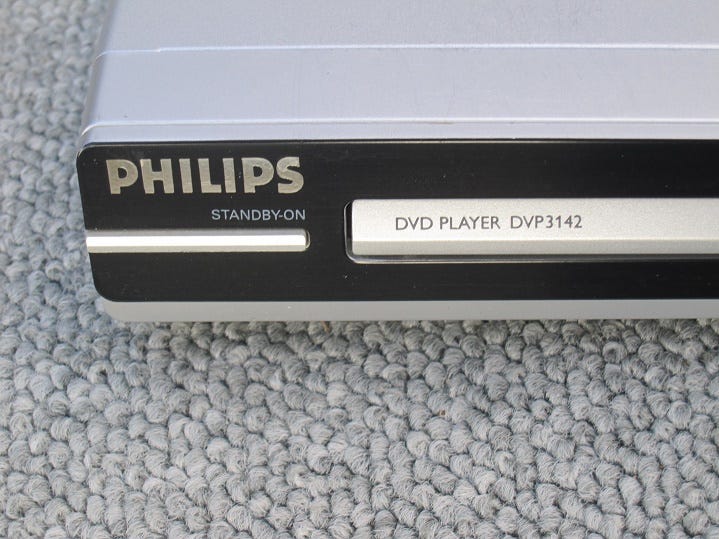 PHILIPS
STANDBY-ON
DVD PLAYER DVP3142